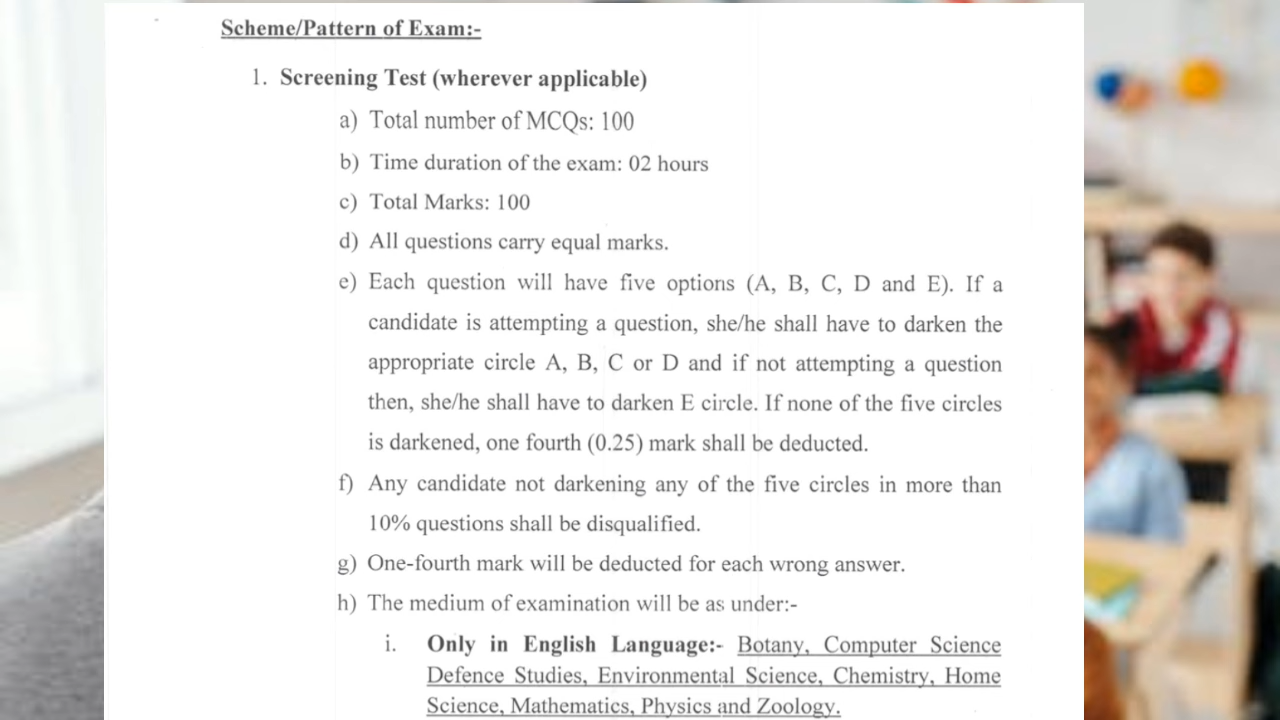 Scheme/Pattern of Exam:-
1. Screening Test (wherever applicable)
a) Total number of MCQs: 100
b) Time duration of the exam: 02 hours
c) Total Marks: 100
d) All questions carry equal marks.
e) Each question will have five options (A, B, C, D and E). If a
candidate is attempting a question, she/he shall have to darken the
appropriate circle A, B, C or D and if not attempting a question
then, she/he shall have to darken E circle. If none of the five circles
is darkened, one fourth (0.25) mark shall be deducted.
f) Any candidate not darkening any of the five circles in more than
10% questions shall be disqualified.
g) One-fourth mark will be deducted for each wrong answer.
h) The medium of examination will be as under:-
i. Only in English Language:- Botany, Computer Science
Defence Studies, Environmental Science, Chemistry, Home
Science, Mathematics, Physics and Zoology.